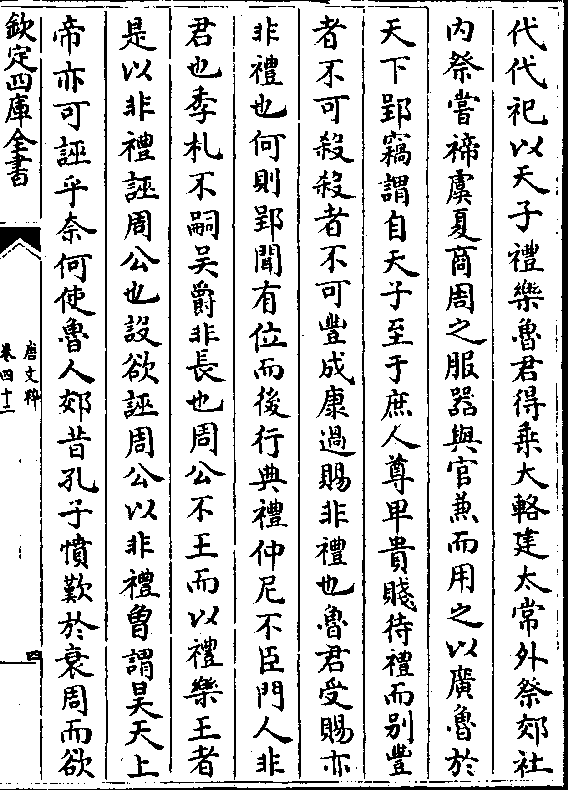 代代祀以天子禮樂魯君得乘大輅建太常外祭郊社
内祭嘗禘虞夏商周之服器與官兼而用之以廣魯於
天下郢竊謂自天子至于庶人尊卑貴賤待禮而别豐
者不可殺殺者不可豐成康過賜非禮也魯君受賜亦
非禮也何則郢聞有位而後行典禮仲尼不臣門人非
君也季札不嗣吴爵非長也周公不王而以禮樂王者
是以非禮誣周公也設欲誣周公以非禮曽謂昊天上
帝亦可誣乎奈何使魯人郊昔孔子憤歎於衰周而欲
欽定四庫全書
唐文粹
卷四十二
四